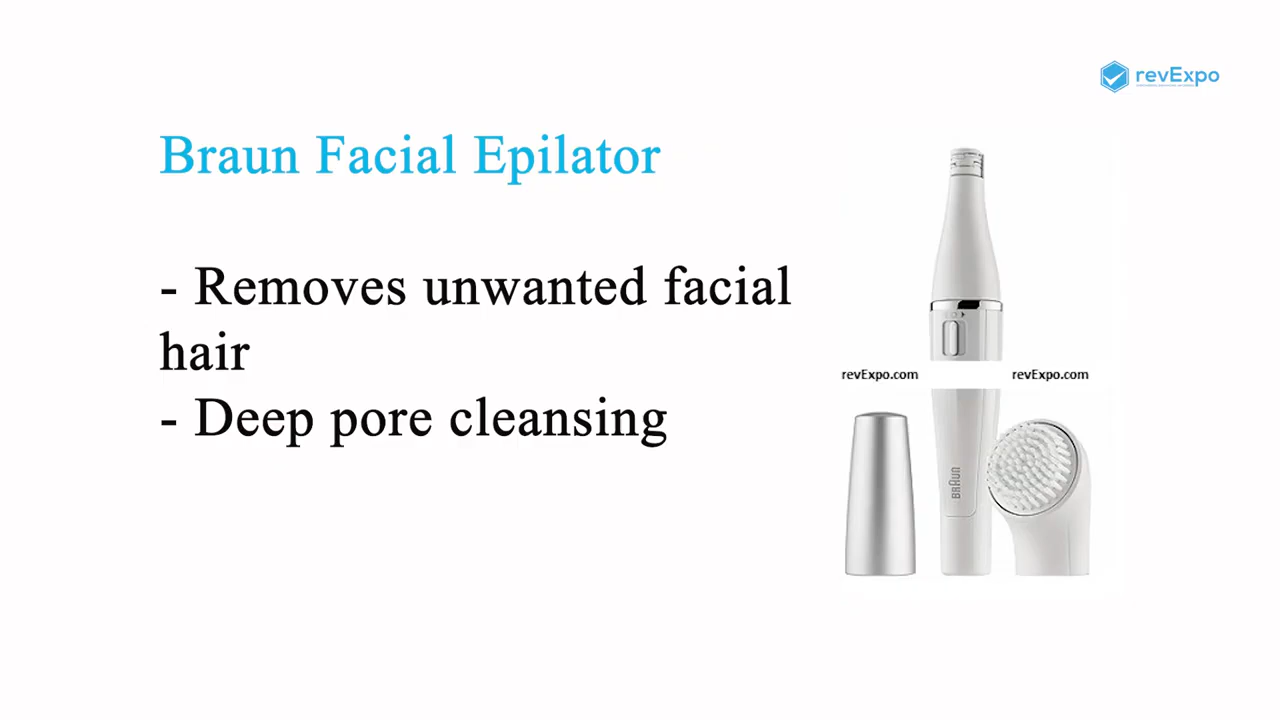 revExpo
Braun Facial Epilator
- Removes unwanted facial
hair
- Deep pore cleansing
revExpo.com
revExpo.com
BRAUN